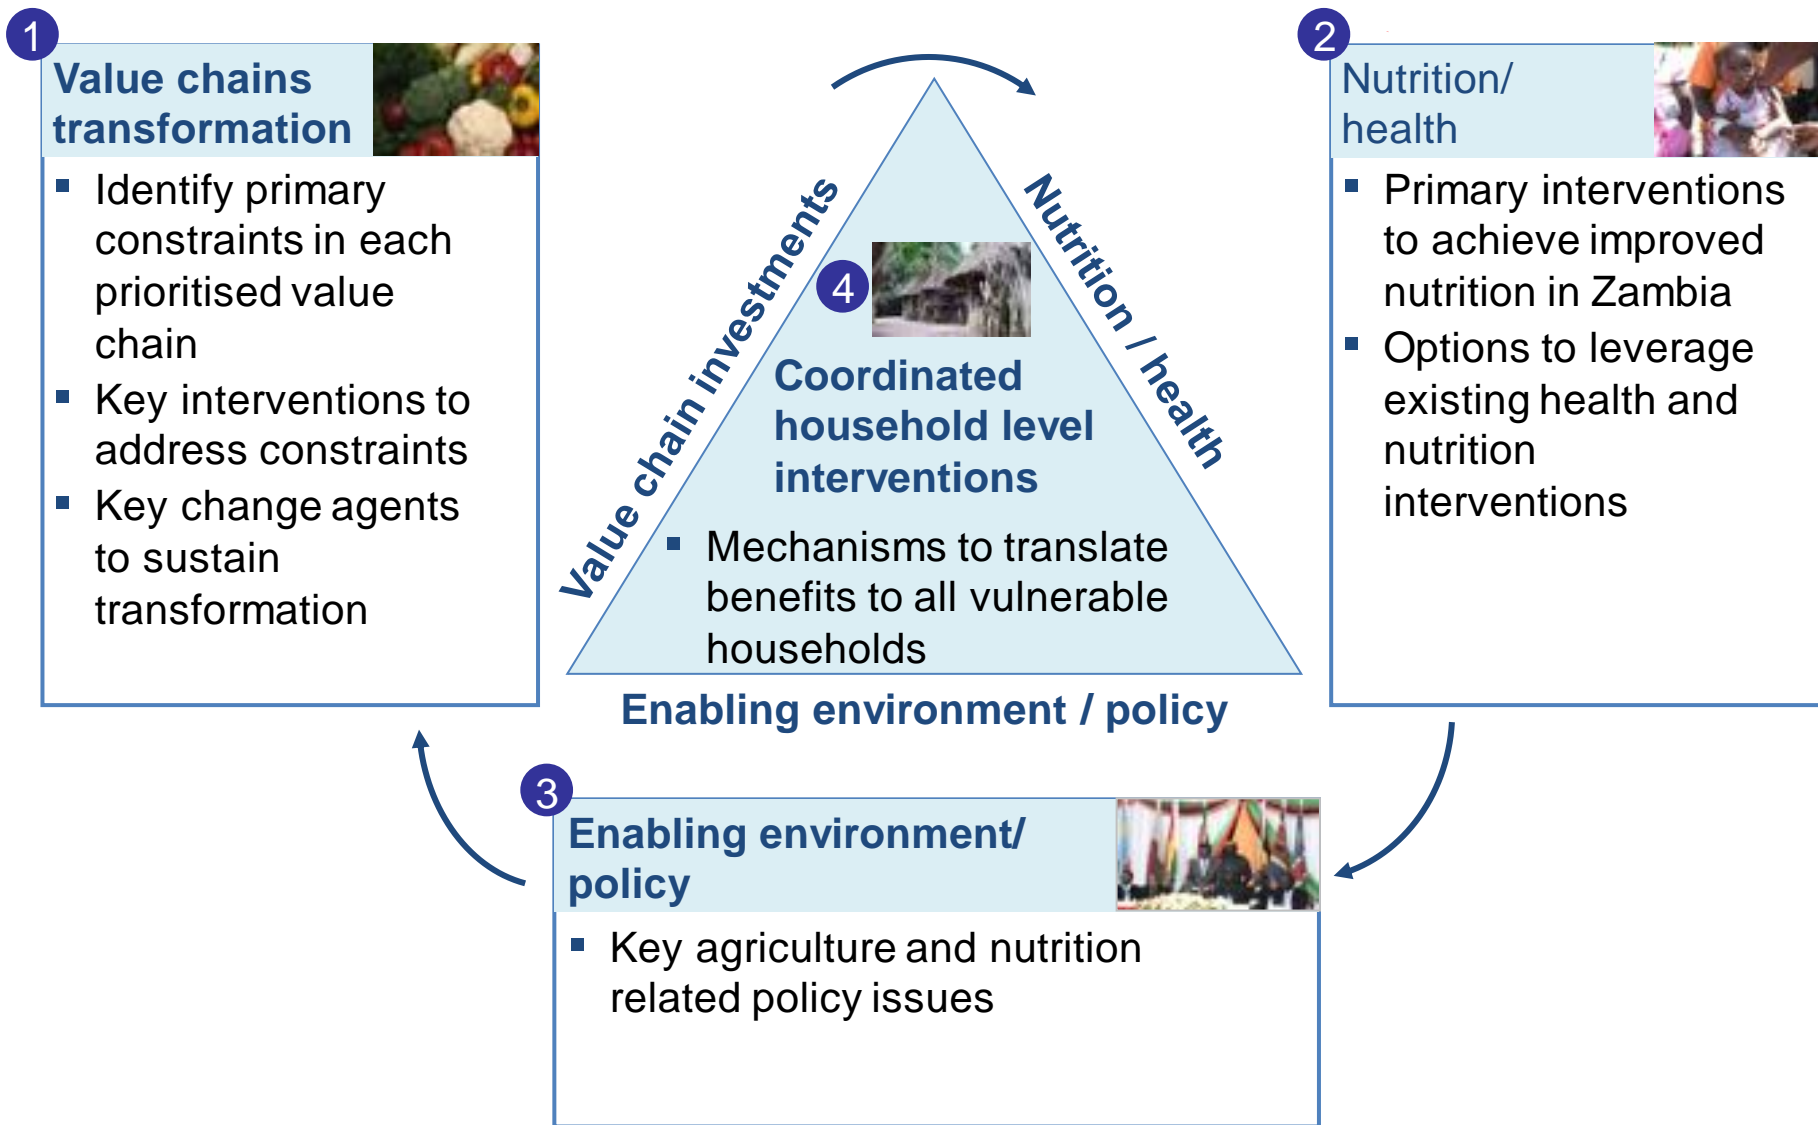 1
Value chains
transformation
▪ Identify primary
constraints in each
prioritised value
chain
▪ Key interventions to
address constraints
▪ Key change agents
to sustain
transformation
2
Nutrition/
health
▪ Primary interventions
to achieve improved
nutrition in Zambia
▪ Options to leverage
existing health and
nutrition
interventions
Value chain investments
Nutrition / health
4
Coordinated
household level
interventions
▪ Mechanisms to translate
benefits to all vulnerable
households
Enabling environment / policy
3
Enabling environment/
policy
▪ Key agriculture and nutrition
related policy issues